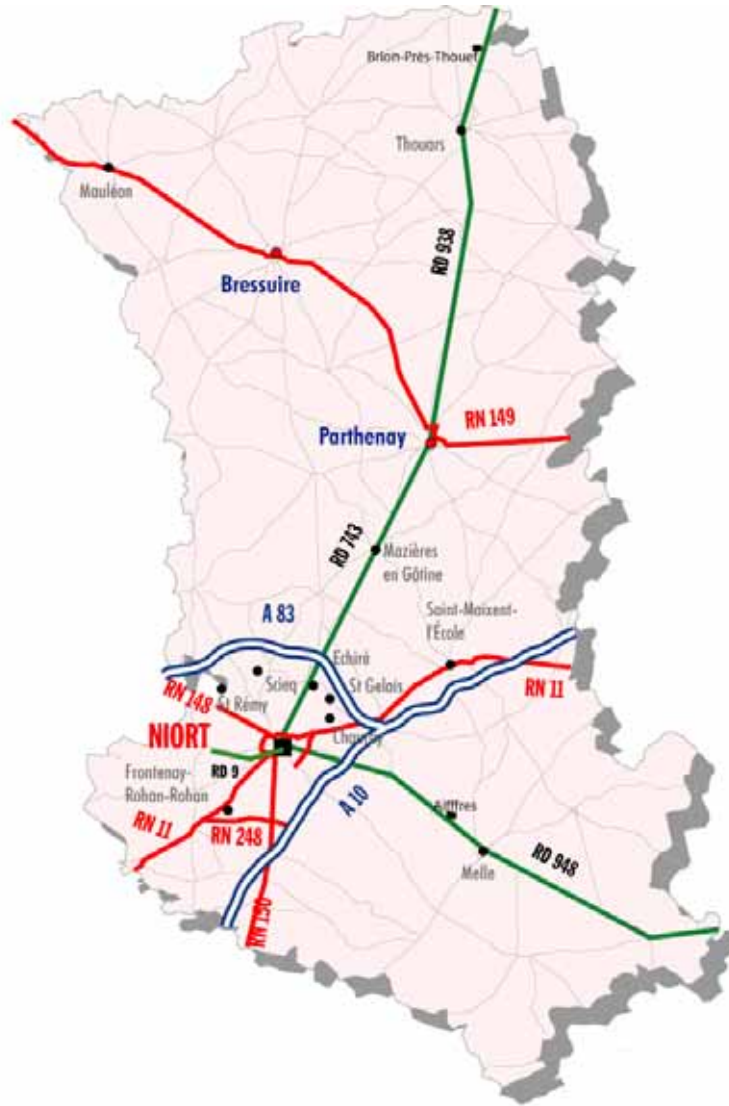 Brion-Près-Thouet
Thouars
Mauléon
RD 938
Bressuire
RN 149
Parthenay
RD 743
Mazières
en Gâtine
Saint-Maixent-
l'École
A 83
Echiré
Sciecq
St Gelais
RN 11
RN 148
St Rémy
Chauray
NIORT
RD 9
Frontenay-
Rohan-Rohan
A 10
Aiffres
RN 11
RN 248
Melle
RD 948
RN 150